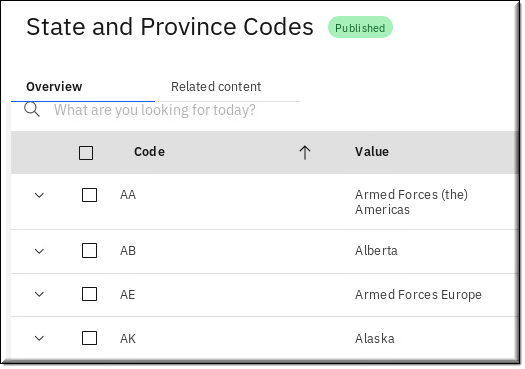 State and Province Codes Published
Overview Related content
What are you looking for today?
Code Value
AA Armed Forces (the)
Americas
AB Alberta
AE Armed Forces Europe
AK Alaska